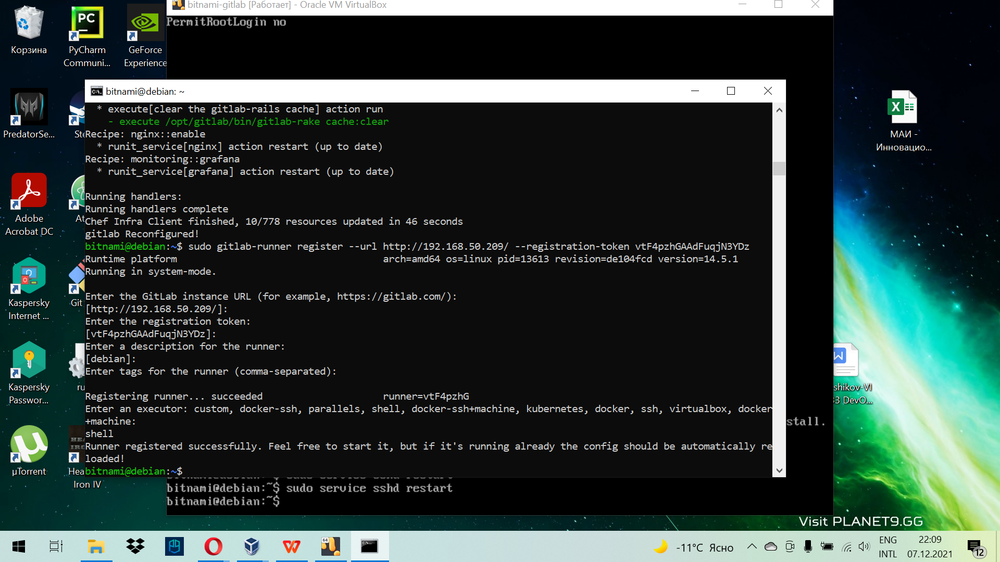 bitnami-gitlab [Работает] - Oracle VM VirtualBox
PermitRootLogin no
PC
Корзина
PyCharm
Communi...
GeForce
Experience
bitnami@debian: ~
* execute[clear the gitlab-rails cache] action run
- execute /opt/gitlab/bin/gitlab-rake cache:clear
Recipe: nginx::enable
* runit_service[nginx] action restart (up to date)
Recipe: monitoring::grafana
* runit_service[grafana] action restart (up to date)
Running handlers:
Running handlers complete
Chef Infra Client finished, 10/778 resources updated in 46 seconds
gitlab Reconfigured!
bitnami@debian:~$ sudo gitlab-runner register --url http://192.168.50.209/ --registration-token vtF4pzhGAAdFuqjN3YDz
Runtime platform arch=amd64 os=linux pid=13613 revision=de104fcd version=14.5.1
Running in system-mode.
Enter the GitLab instance URL (for example, https://gitlab.com/):
[http://192.168.50.209/]:
Enter the registration token:
[vtF4pzhGAAdFuqjN3YDz]:
Enter a description for the runner:
[debian]:
Enter tags for the runner (comma-separated):
Registering runner... succeeded runner=vtF4pzhG
Enter an executor: custom, docker-ssh, parallels, shell, docker-ssh+machine, kubernetes, docker, ssh, virtualbox, docker
+machine:
shell
Runner registered successfully. Feel free to start it, but if it's running already the config should be automatically re
loaded!
bitnami@debian:~$
stall.
bitnami@debian:~$ sudo service sshd restart
bitnami@debian:~$ sudo service sshd restart
bitnami@debian:~$
PredatorSe...
Ste
Adobe
Acrobat DC
At
Kaspersky
Internet ...
Git
Kaspersky
Passwor...
ru
µTorrent
Hea
Iron IV
X
МАИ -
Инновацио...
W
shikov-VI
33 DevO...
Visit PLANET9.GG
64
-11°C Ясно
ENG
INTL
22:09
07.12.2021
12